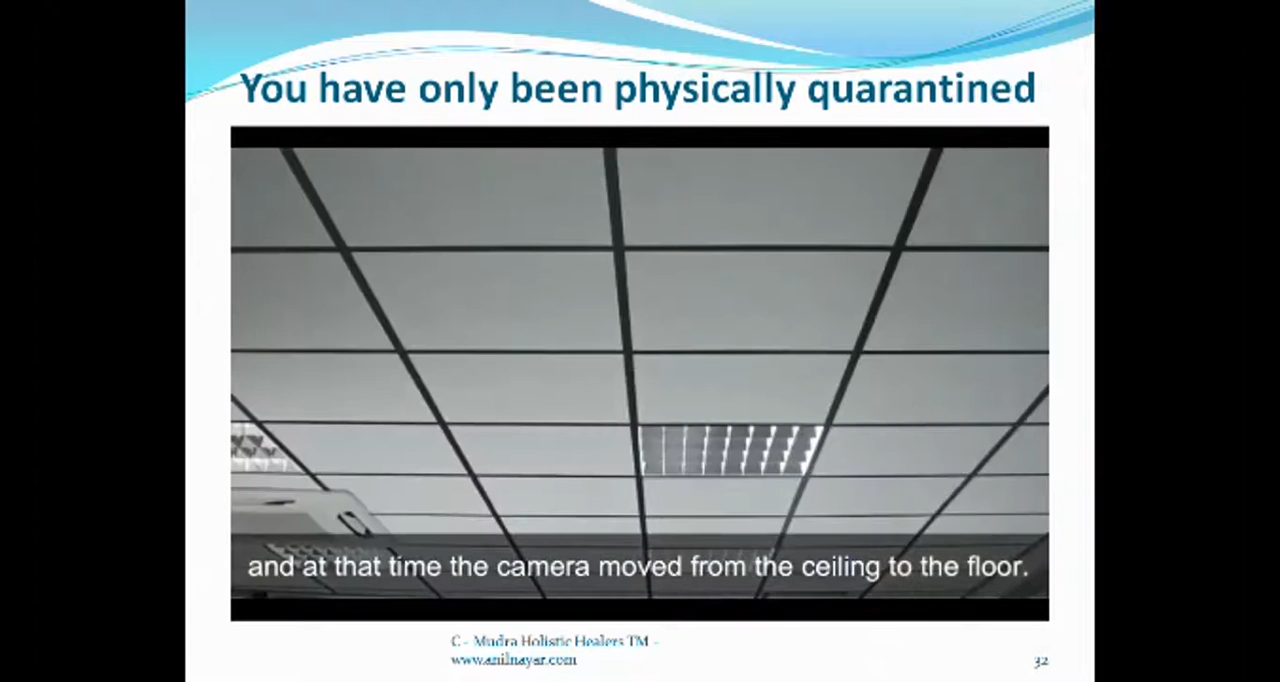 You have only been physically quarantined
and at that time the camera moved from the ceiling to the floor.
C - Mudra Holistic Healers TM -
www.anilnayar.com
32